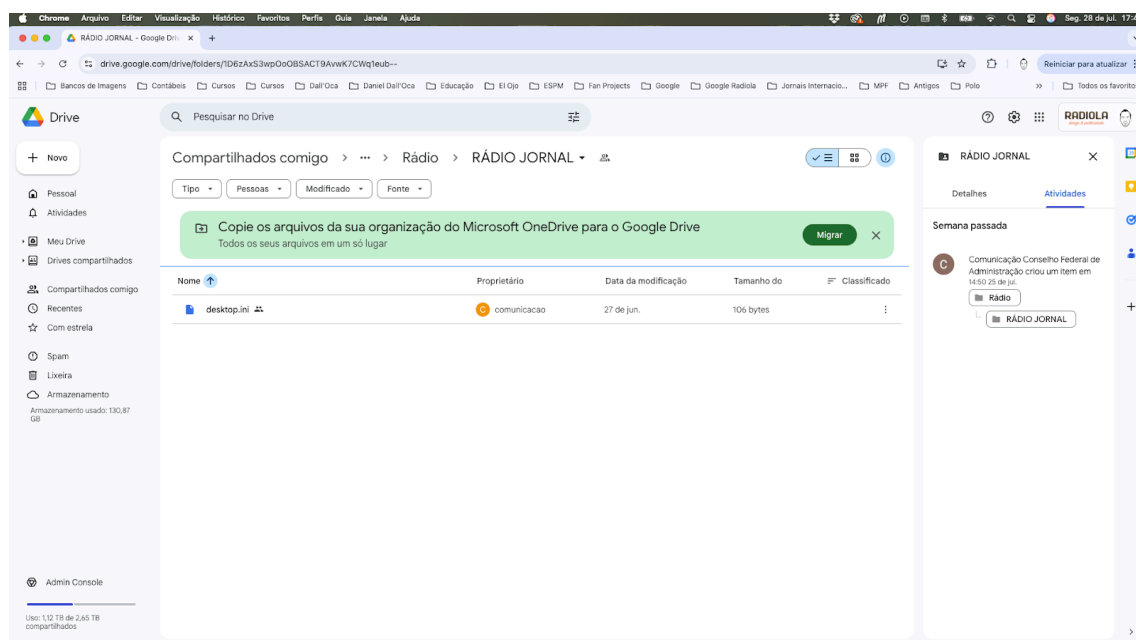 Chrome Arquivo Editar Visualização Histórico Favoritos Perfis Guia Janela Ajuda
Seg. 28 de jul. 17:4
RÁDIO JORNAL - Google Driv
drive.google.com/drive/folders/1D6zAxS3wpOoOBSACT9AvwK7CWq1eub--
Reiniciar para atualizar
Bancos de Imagens Contábeis Cursos Cursos Dall'Oca Daniel Dall'Oca Educação El Ojo ESPM Fan Projects Google Google Radiola Jornais Internacio... MPF Antigos Polo
Todos os favorito
Drive
Pesquisar no Drive
RADIOLA
Novo
Pessoal
Atividades
Meu Drive
Drives compartilhados
Compartilhados comigo
Recentes
Com estrela
Spam
Lixeira
Armazenamento
Armazenamento usado: 130,87
GB
Admin Console
Uso: 1,12 TB de 2,65 TB
compartilhados
Compartilhados comigo > ... > Rádio > RÁDIO JORNAL
Tipo Pessoas Modificado Fonte
Copie os arquivos da sua organização do Microsoft OneDrive para o Google Drive
Todos os seus arquivos em um só lugar
Migrar
Nome Proprietário Data da modificação Tamanho do Classificado
desktop.ini C comunicacao 27 de jun. 106 bytes
RÁDIO JORNAL
Detalhes Atividades
Semana passada
C
Comunicação Conselho Federal de
Administração criou um item em
14:50 25 de jul.
Rádio
RÁDIO JORNAL